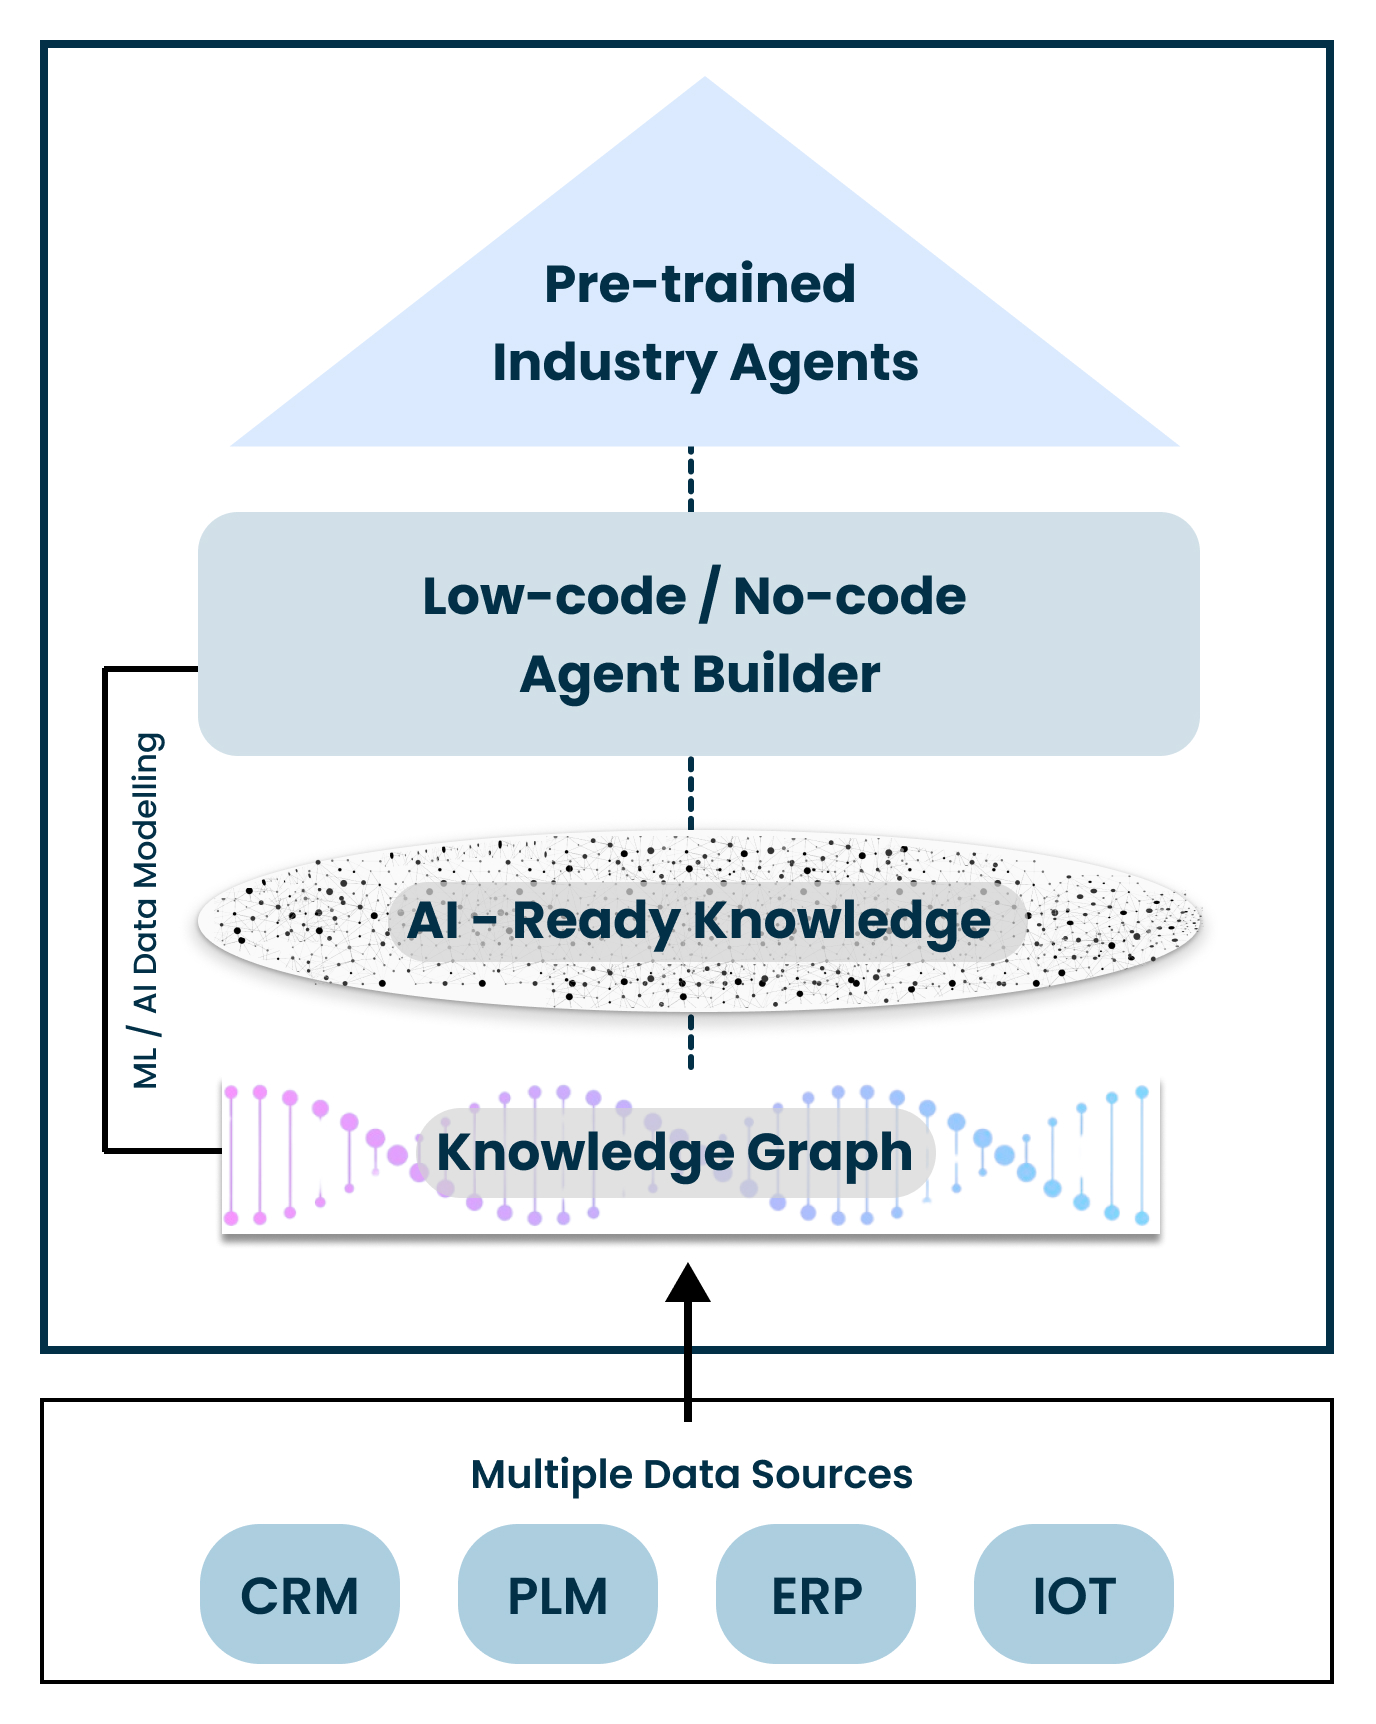 Pre-trained
Industry Agents
Low-code / No-code
Agent Builder
ML / AI Data Modelling
AI - Ready Knowledge
Knowledge Graph
Multiple Data Sources
CRM
PLM
ERP
IOT